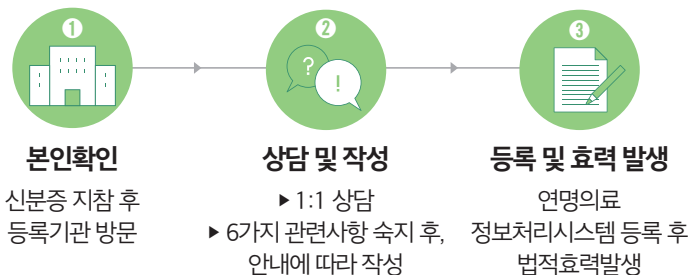 1
본인확인
신분증 지참 후
등록기관 방문
2
? !
상담 및 작성
▶ 1:1 상담
▶ 6가지 관련사항 숙지 후,
안내에 따라 작성
3
등록 및 효력 발생
연명의료
정보처리시스템 등록 후
법적효력발생